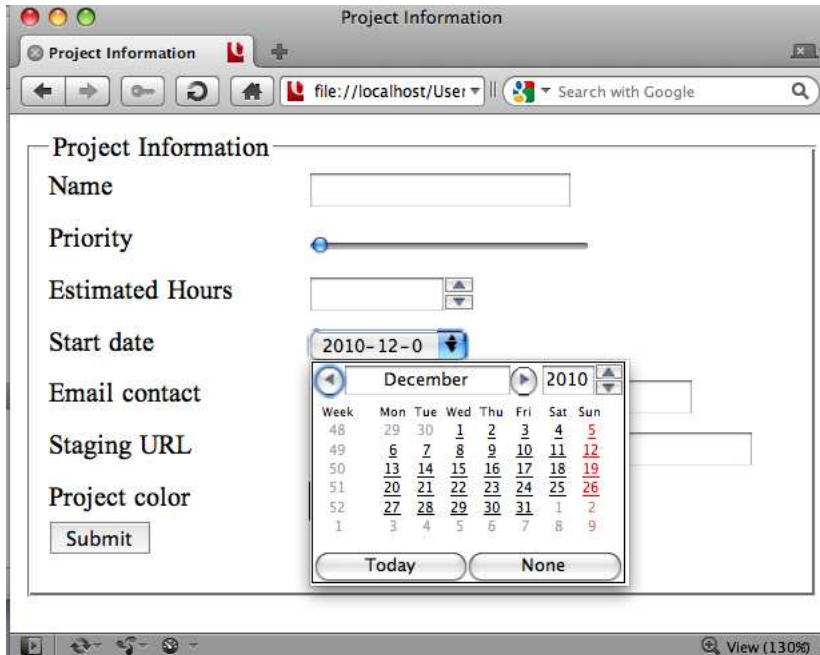 Project Information
Project Information
file://localhost/User
Search with Google
Project Information
Name
Priority
Estimated Hours
Start date
2010-12-0
December 2010
Week Mon Tue Wed Thu Fri Sat Sun
48 29 30 1 2 3 4 5
49 6 7 8 9 10 11 12
50 13 14 15 16 17 18 19
51 20 21 22 23 24 25 26
52 27 28 29 30 31 1 2
1 3 4 5 6 7 8 9
Today None
Email contact
Staging URL
Project color
Submit
View (130%)